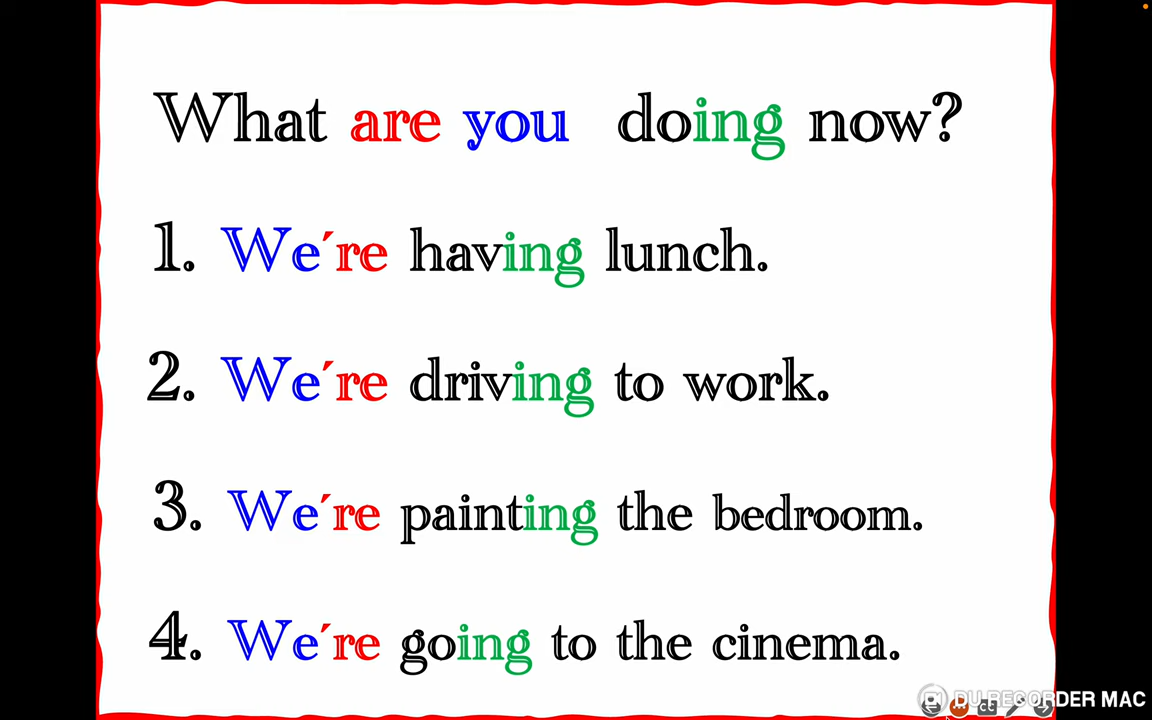 What are you doing now?
1. We´re having lunch.
2. We´re driving to work.
3. We´re painting the bedroom.
4. We´re going to the cinema.
DU RECORDER MAC